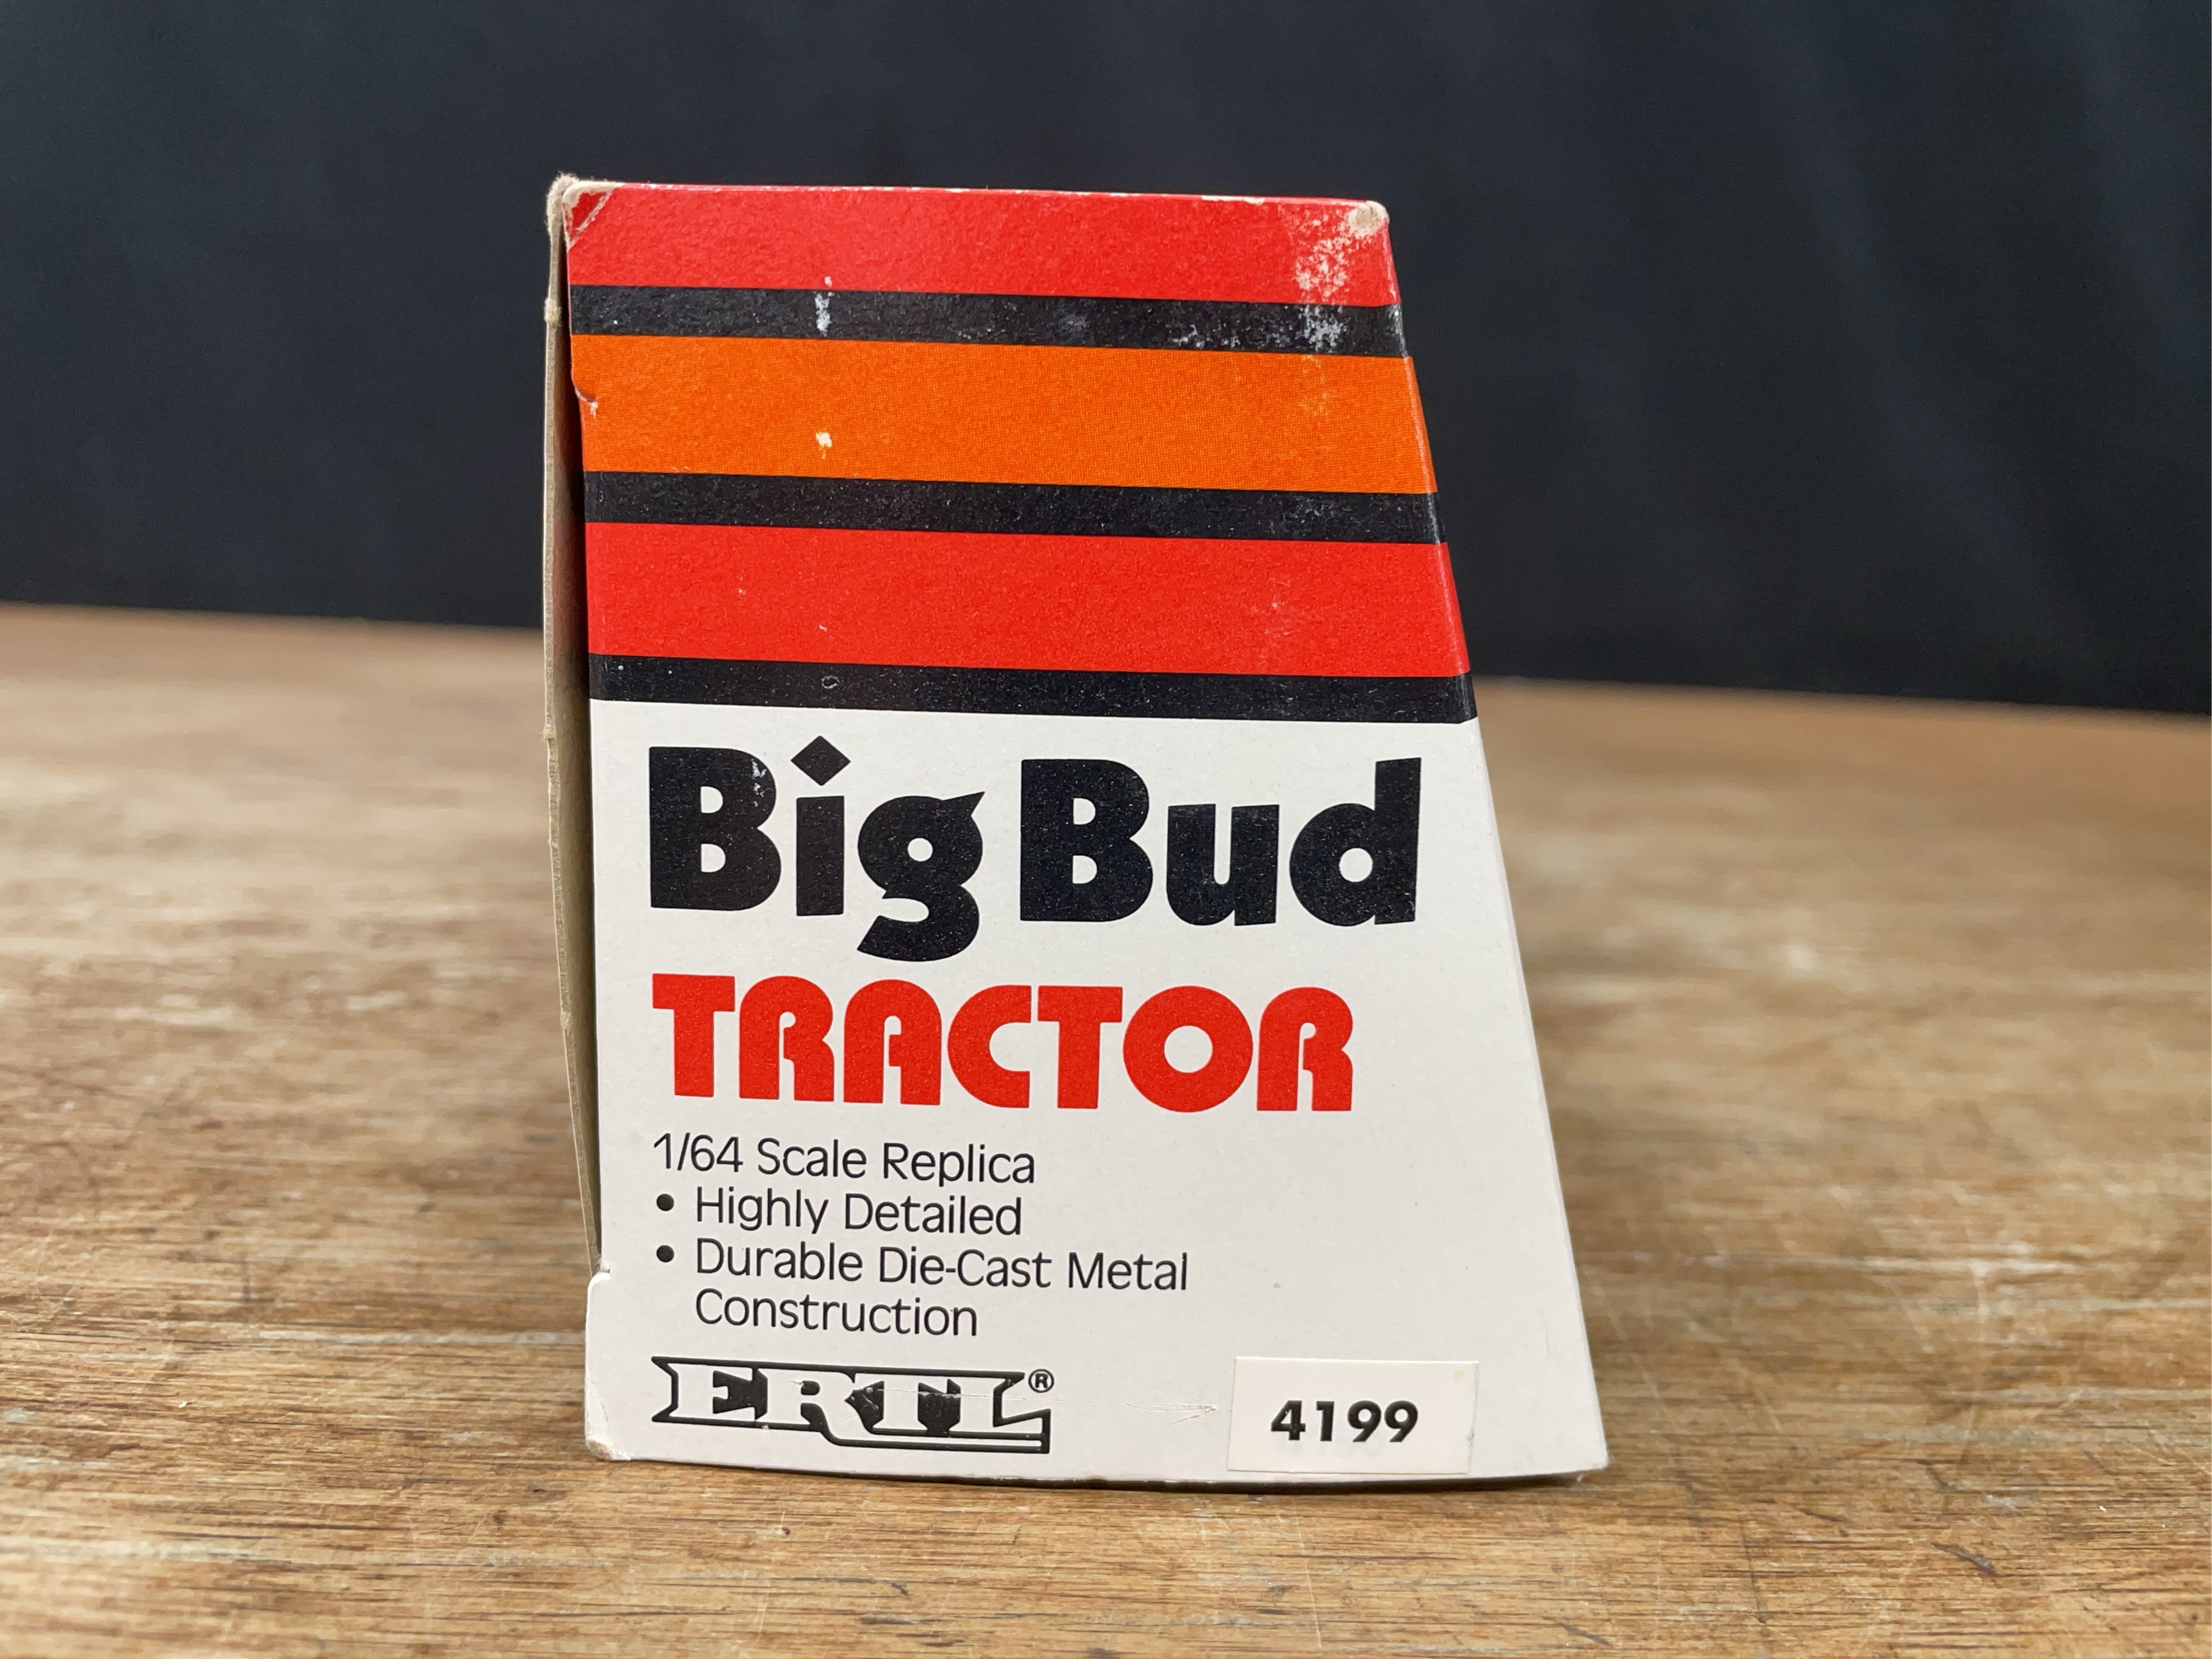 Big Bud
TRACTOR
1/64 Scale Replica
• Highly Detailed
• Durable Die-Cast Metal
Construction
ERTL®
4199